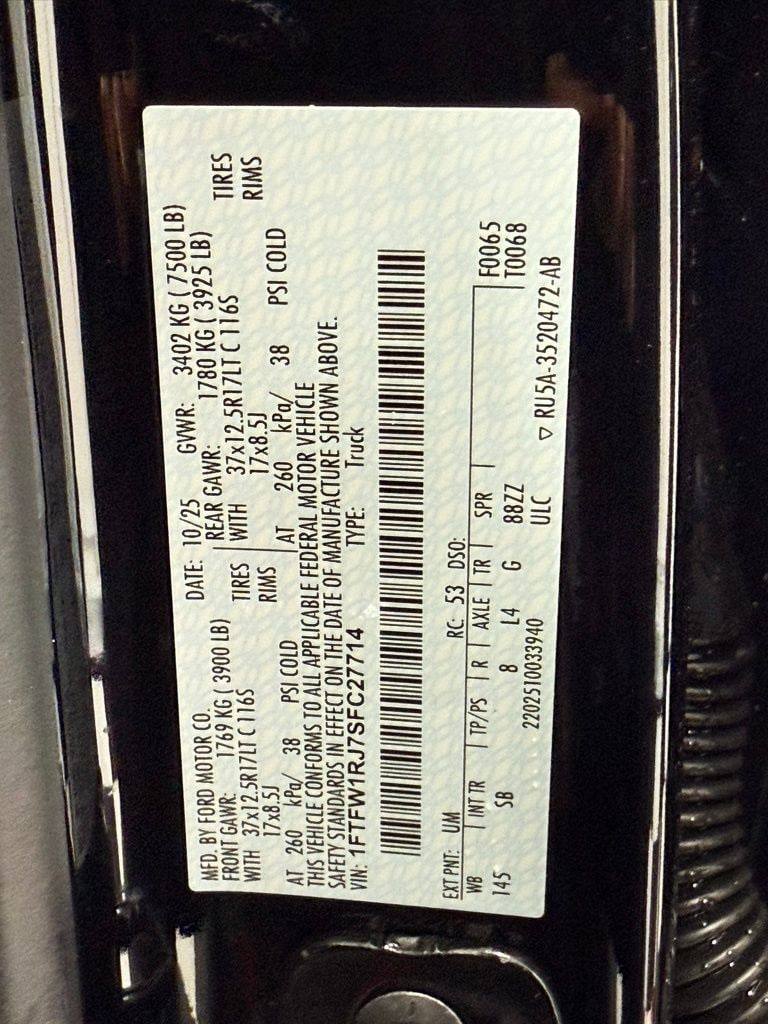 MFD. BY FORD MOTOR CO.
DATE: 10/25 GVWR: 3402 KG ( 7500 LB)
FRONT GAWR: 1769 KG ( 3900 LB)
REAR GAWR: 1780 KG ( 3925 LB)
WITH 37x12.5R17LT C 116S TIRES
WITH 37x12.5R17LT C 116S TIRES
17x8.5J RIMS
17x8.5J RIMS
AT 260 kPa/ 38 PSI COLD
AT 260 kPa/ 38 PSI COLD
THIS VEHICLE CONFORMS TO ALL APPLICABLE FEDERAL MOTOR VEHICLE
SAFETY STANDARDS IN EFFECT ON THE DATE OF MANUFACTURE SHOWN ABOVE.
VIN: 1FTFW1RJ7SFC27714 TYPE: Truck
EXT PNT: UM RC: 53 DSO:
WB INT TR TP/PS R AXLE TR SPR F0065
145 SB 8 L4 G 88ZZ T0068
2202510033940 ULC
▽ RU5A-3520472-AB